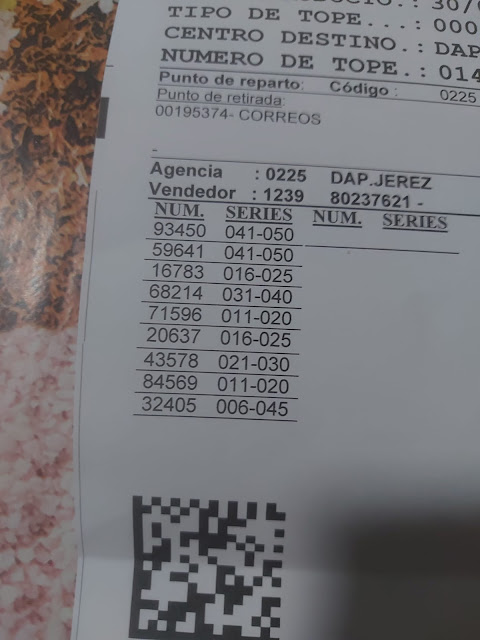 30/
TIPO DE TOPE...: 000
CENTRO DESTINO.: DAP
NUMERO DE TOPE.: 014
Punto de reparto: Código : 0225
Punto de retirada:
00195374- CORREOS
-
Agencia : 0225 DAP.JEREZ
Vendedor : 1239 80237621 -
NUM. SERIES NUM. SERIES
93450 041-050
59641 041-050
16783 016-025
68214 031-040
71596 011-020
20637 016-025
43578 021-030
84569 011-020
32405 006-045